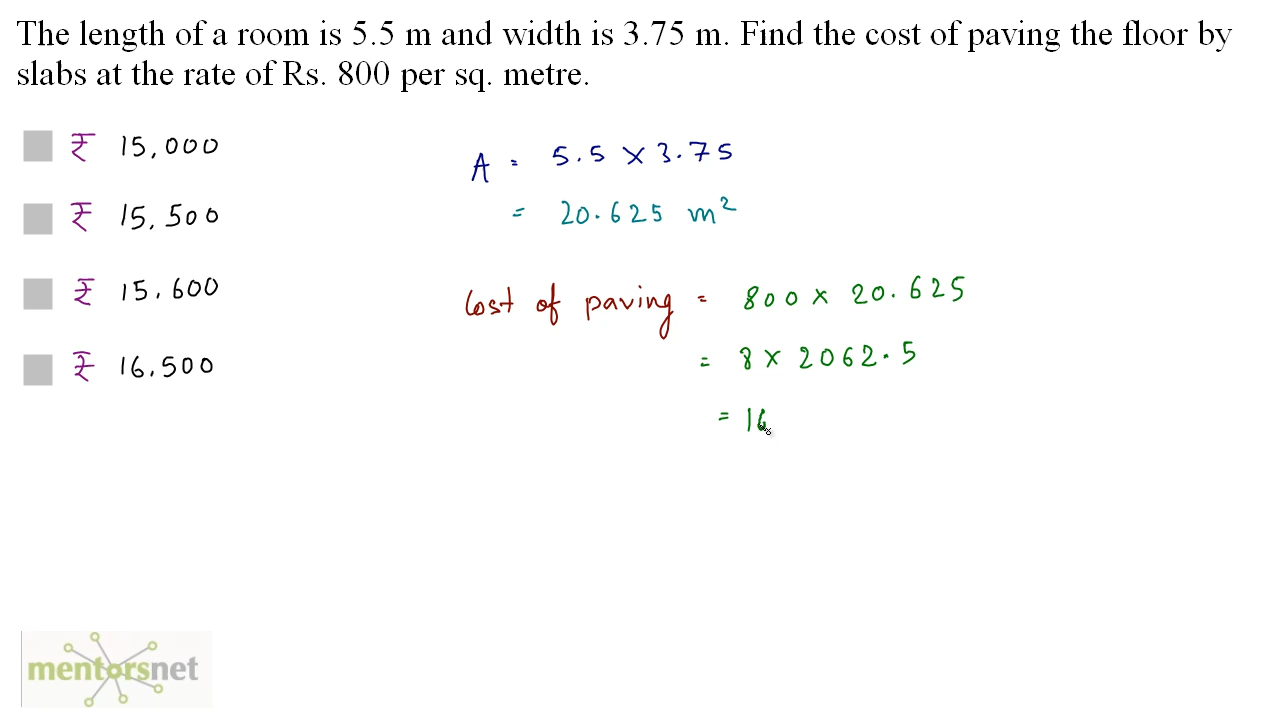 The length of a room is 5.5 m and width is 3.75 m. Find the cost of paving the floor by
slabs at the rate of Rs. 800 per sq. metre.
₹ 15,000
₹ 15,500
₹ 15,600
₹ 16,500
A = 5.5 × 3.75
= 20.625 m²
Cost of paving = 800 × 20.625
= 8 × 2062.5
= 16
mentorsnet